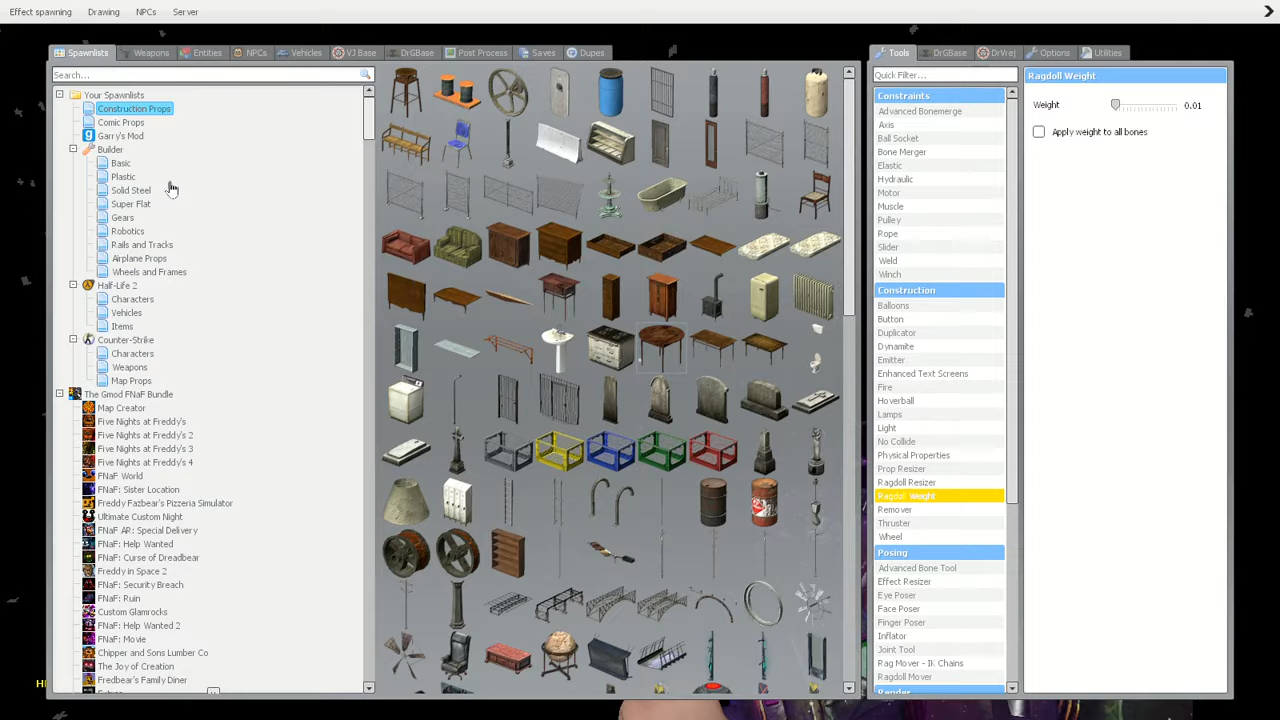 Effect spawning Drawing NPCs Server
Spawnlists Weapons Entities NPCs Vehicles VJ Base DrGBase Post Process Saves Dupes
Search...
Your Spawnlists
Construction Props
Comic Props
Garry's Mod
Builder
Basic
Plastic
Solid Steel
Super Flat
Gears
Robotics
Rails and Tracks
Airplane Props
Wheels and Frames
Half-Life 2
Characters
Vehicles
Items
Counter-Strike
Characters
Weapons
Map Props
The Gmod FNaF Bundle
Map Creator
Five Nights at Freddy's
Five Nights at Freddy's 2
Five Nights at Freddy's 3
Five Nights at Freddy's 4
FNaF World
FNaF: Sister Location
Freddy Fazbear's Pizzeria Simulator
Ultimate Custom Night
FNaF AR: Special Delivery
FNaF: Help Wanted
FNaF: Curse of Dreadbear
Freddy in Space 2
FNaF: Security Breach
FNaF: Ruin
Custom Glamrocks
FNaF: Help Wanted 2
FNaF: Movie
Chipper and Sons Lumber Co
The Joy of Creation
Fredbear's Family Diner
Tools DrGBase DrVrej Options Utilities
Quick Filter...
Constraints
Advanced Bonemerge
Axis
Ball Socket
Bone Merger
Elastic
Hydraulic
Motor
Muscle
Pulley
Rope
Slider
Weld
Winch
Construction
Balloons
Button
Duplicator
Dynamite
Emitter
Enhanced Text Screens
Fire
Hoverball
Lamps
Light
No Collide
Physical Properties
Prop Resizer
Ragdoll Resizer
Ragdoll Weight
Remover
Thruster
Wheel
Posing
Advanced Bone Tool
Effect Resizer
Eye Poser
Face Poser
Finger Poser
Inflator
Joint Tool
Rag Mover - IK Chains
Ragdoll Mover
Render
Ragdoll Weight
Weight 0.01
Apply weight to all bones